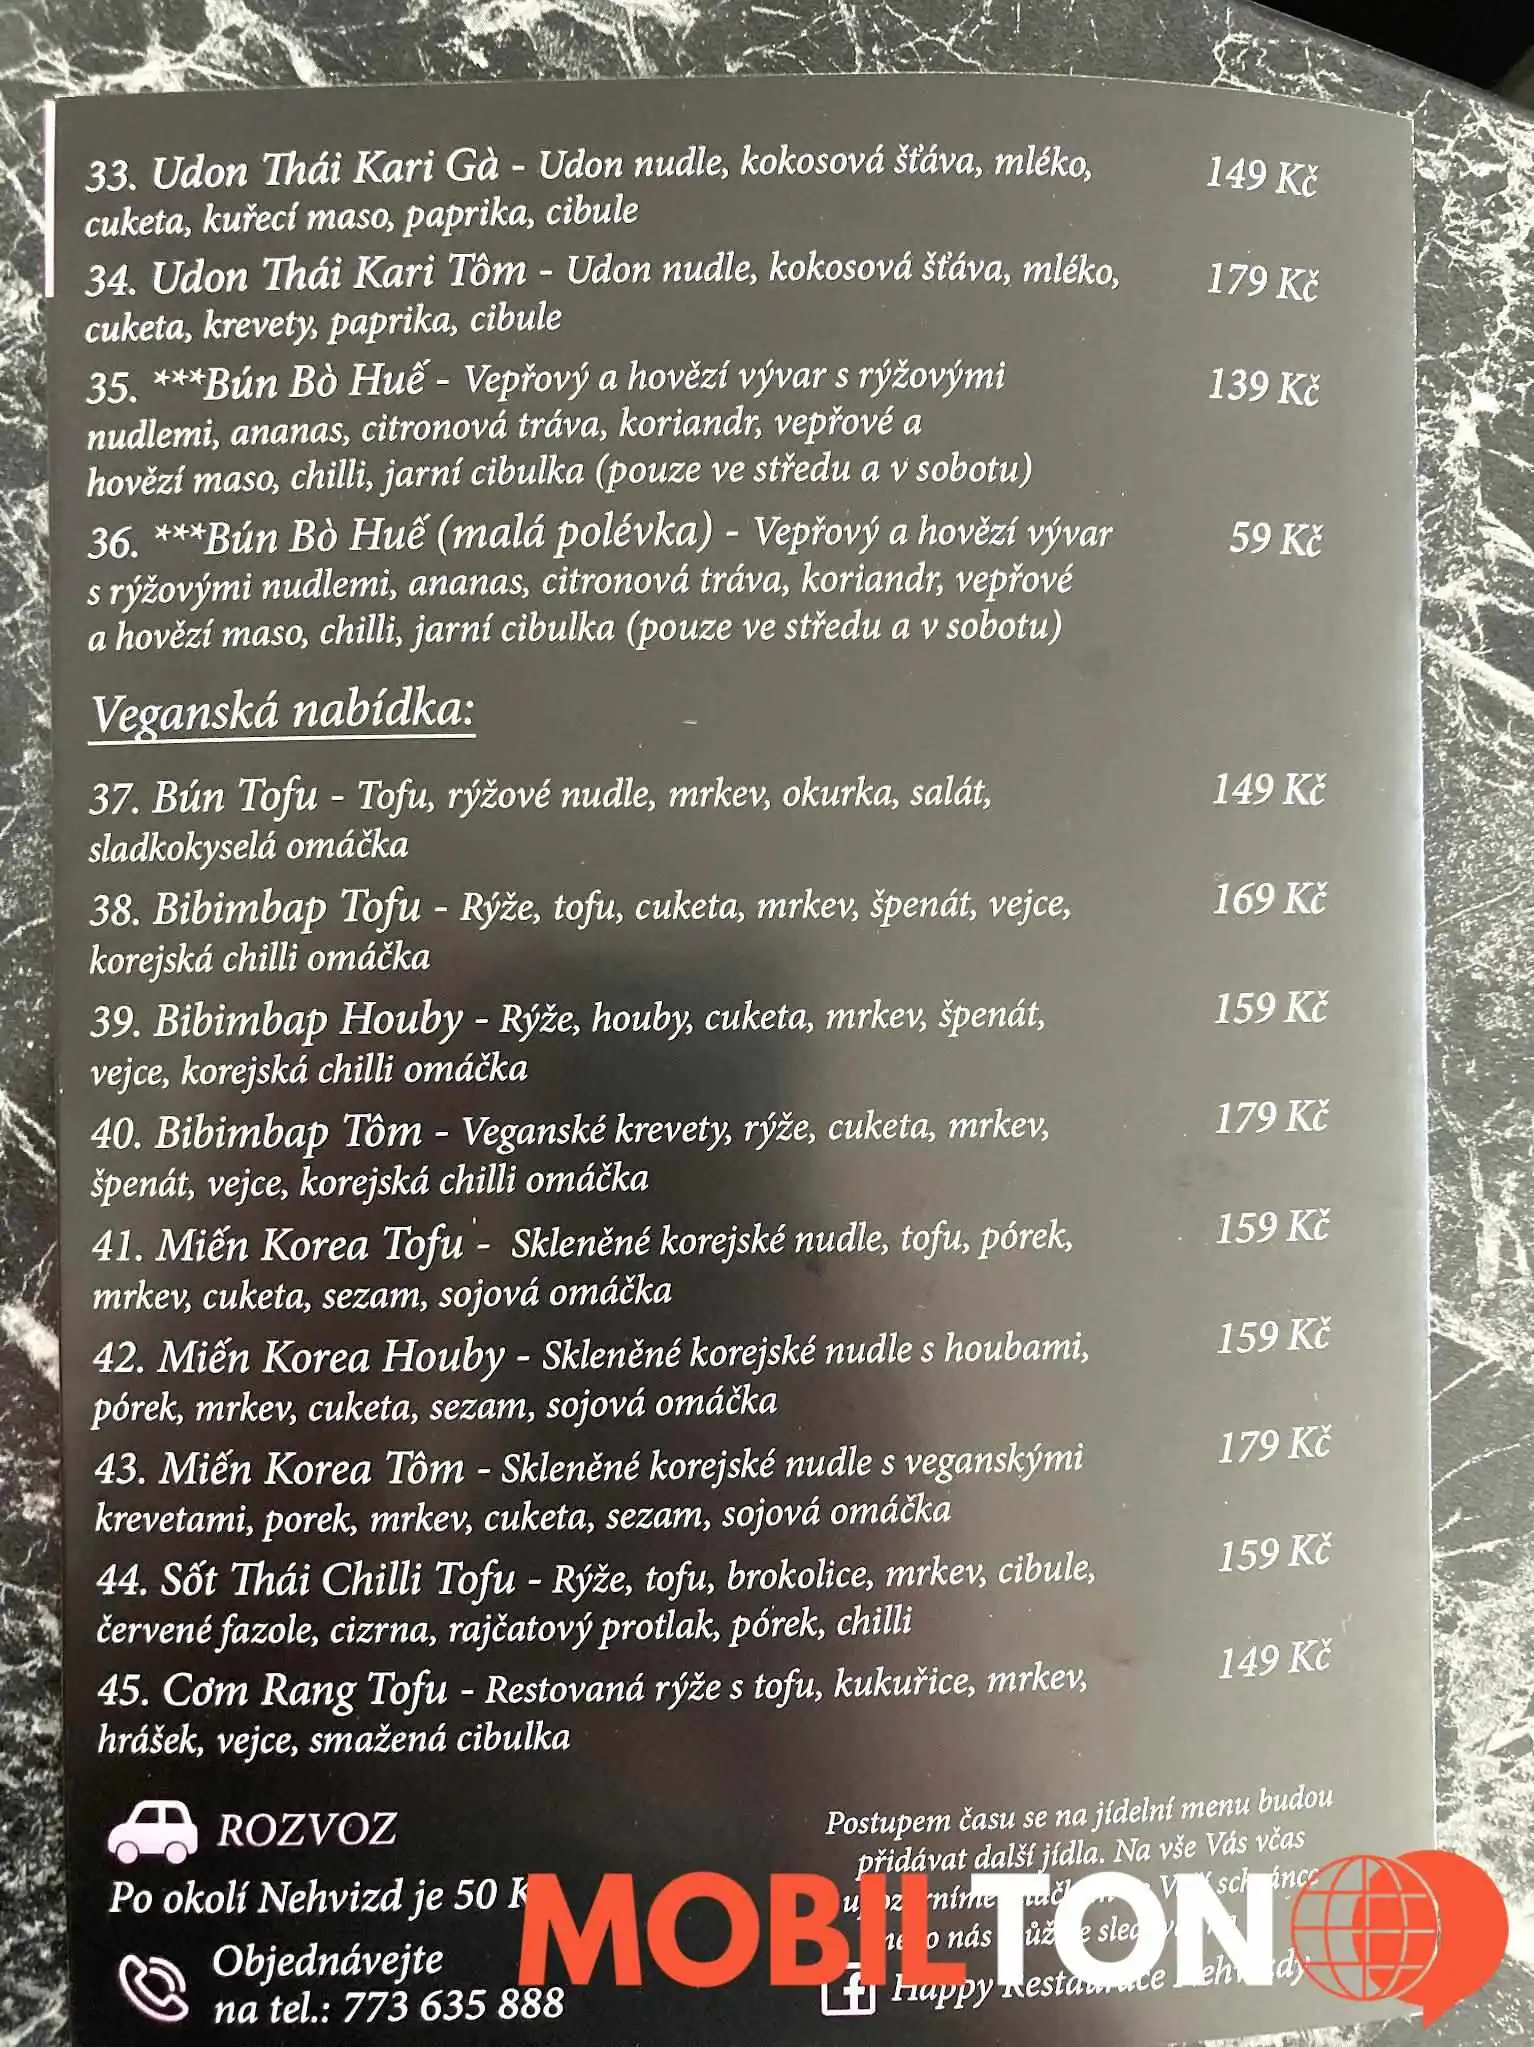 33. Udon Thái Kari Gà - Udon nudle, kokosová šťáva, mléko, 149 Kč
cuketa, kuřecí maso, paprika, cibule
34. Udon Thái Kari Tôm - Udon nudle, kokosová šťáva, mléko, 179 Kč
cuketa, krevety, paprika, cibule
35. ***Bún Bò Huế - Vepřový a hovězí vývar s rýžovými 139 Kč
nudlemi, ananas, citronová tráva, koriandr, vepřové a
hovězí maso, chilli, jarní cibulka (pouze ve středu a v sobotu)
36. ***Bún Bò Huế (malá polévka) - Vepřový a hovězí vývar 59 Kč
s rýžovými nudlemi, ananas, citronová tráva, koriandr, vepřové
a hovězí maso, chilli, jarní cibulka (pouze ve středu a v sobotu)
Veganská nabídka:
37. Bún Tofu - Tofu, rýžové nudle, mrkev, okurka, salát, 149 Kč
sladkokyselá omáčka
38. Bibimbap Tofu - Rýže, tofu, cuketa, mrkev, špenát, vejce, 169 Kč
korejská chilli omáčka
39. Bibimbap Houby - Rýže, houby, cuketa, mrkev, špenát, 159 Kč
vejce, korejská chilli omáčka
40. Bibimbap Tôm - Veganské krevety, rýže, cuketa, mrkev, 179 Kč
špenát, vejce, korejská chilli omáčka
41. Miến Korea Tofu - Skleněné korejské nudle, tofu, pórek, 159 Kč
mrkev, cuketa, sezam, sojová omáčka
42. Miến Korea Houby - Skleněné korejské nudle s houbami, 159 Kč
pórek, mrkev, cuketa, sezam, sojová omáčka
43. Miến Korea Tôm - Skleněné korejské nudle s veganskými 179 Kč
krevetami, porek, mrkev, cuketa, sezam, sojová omáčka
44. Sốt Thái Chilli Tofu - Rýže, tofu, brokolice, mrkev, cibule, 159 Kč
červené fazole, cizrna, rajčatový protlak, pórek, chilli
45. Cơm Rang Tofu - Restovaná rýže s tofu, kukuřice, mrkev, 149 Kč
hrášek, vejce, smažená cibulka
ROZVOZ
Po okolí Nehvizd je 50
Objednávejte
na tel.: 773 635 888
Postupem času se na jídelní menu budou
přidávat další jídla. Na vše Vás včas
nás
Happy Restaurace
MOBILTON